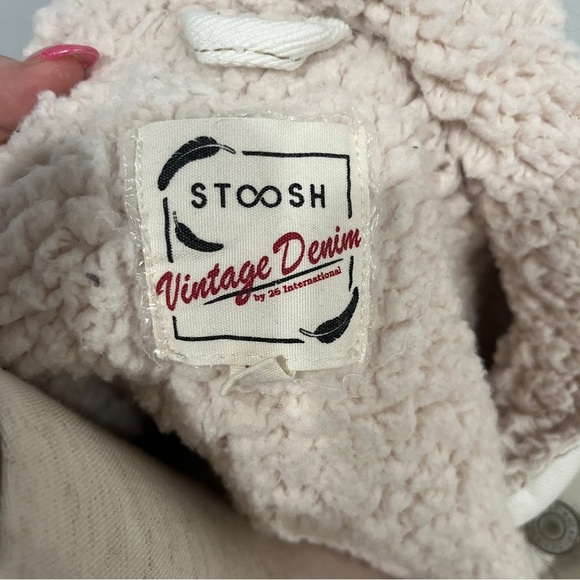 STOOSH
Vintage Denim
by 26 International